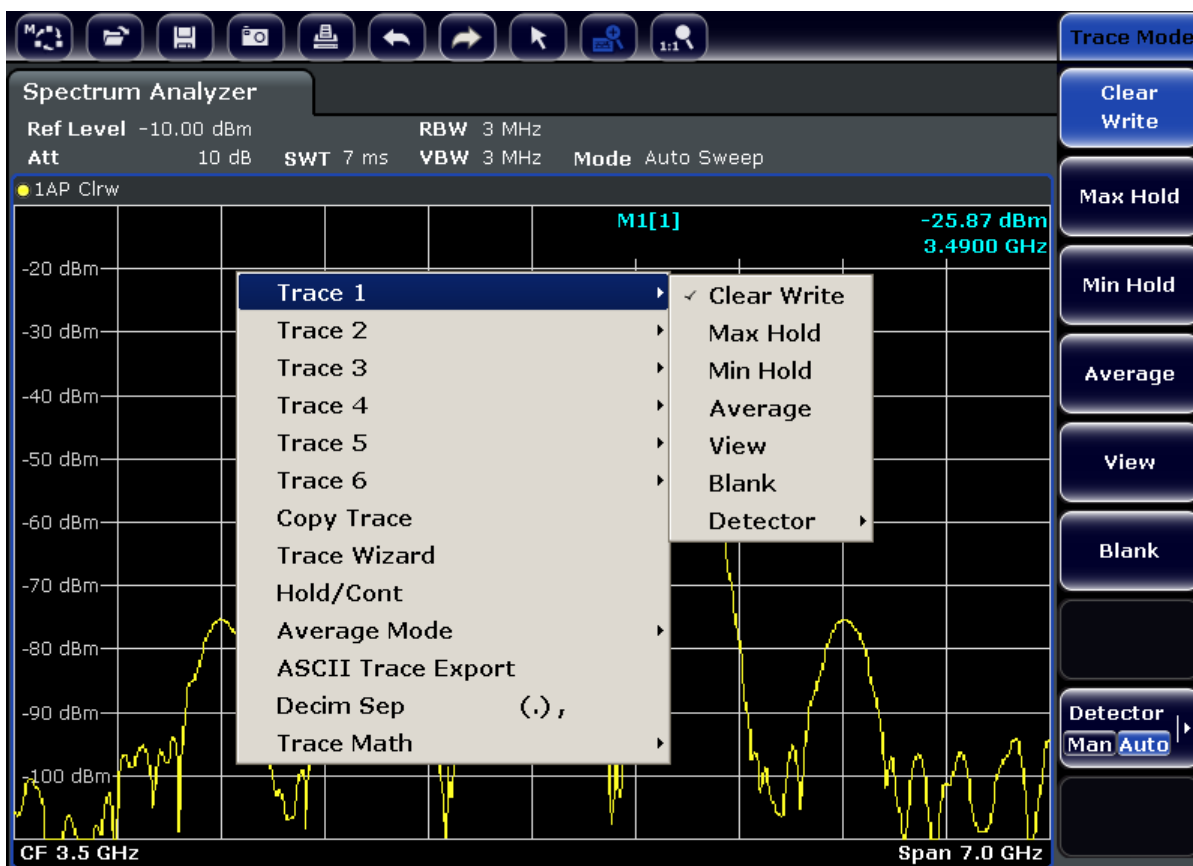 M
1:1
Trace Mode
Spectrum Analyzer
Ref Level -10.00 dBm RBW 3 MHz
Att 10 dB SWT 7 ms VBW 3 MHz Mode Auto Sweep
1AP Clrw
M1[1] -25.87 dBm
3.4900 GHz
-20 dBm
-30 dBm
-40 dBm
-50 dBm
-60 dBm
-70 dBm
-80 dBm
-90 dBm
-100 dBm
Trace 1
Trace 2
Trace 3
Trace 4
Trace 5
Trace 6
Copy Trace
Trace Wizard
Hold/Cont
Average Mode
ASCII Trace Export
Decim Sep (.) ,
Trace Math
Clear Write
Max Hold
Min Hold
Average
View
Blank
Detector
CF 3.5 GHz Span 7.0 GHz
Clear
Write
Max Hold
Min Hold
Average
View
Blank
Detector
Man Auto